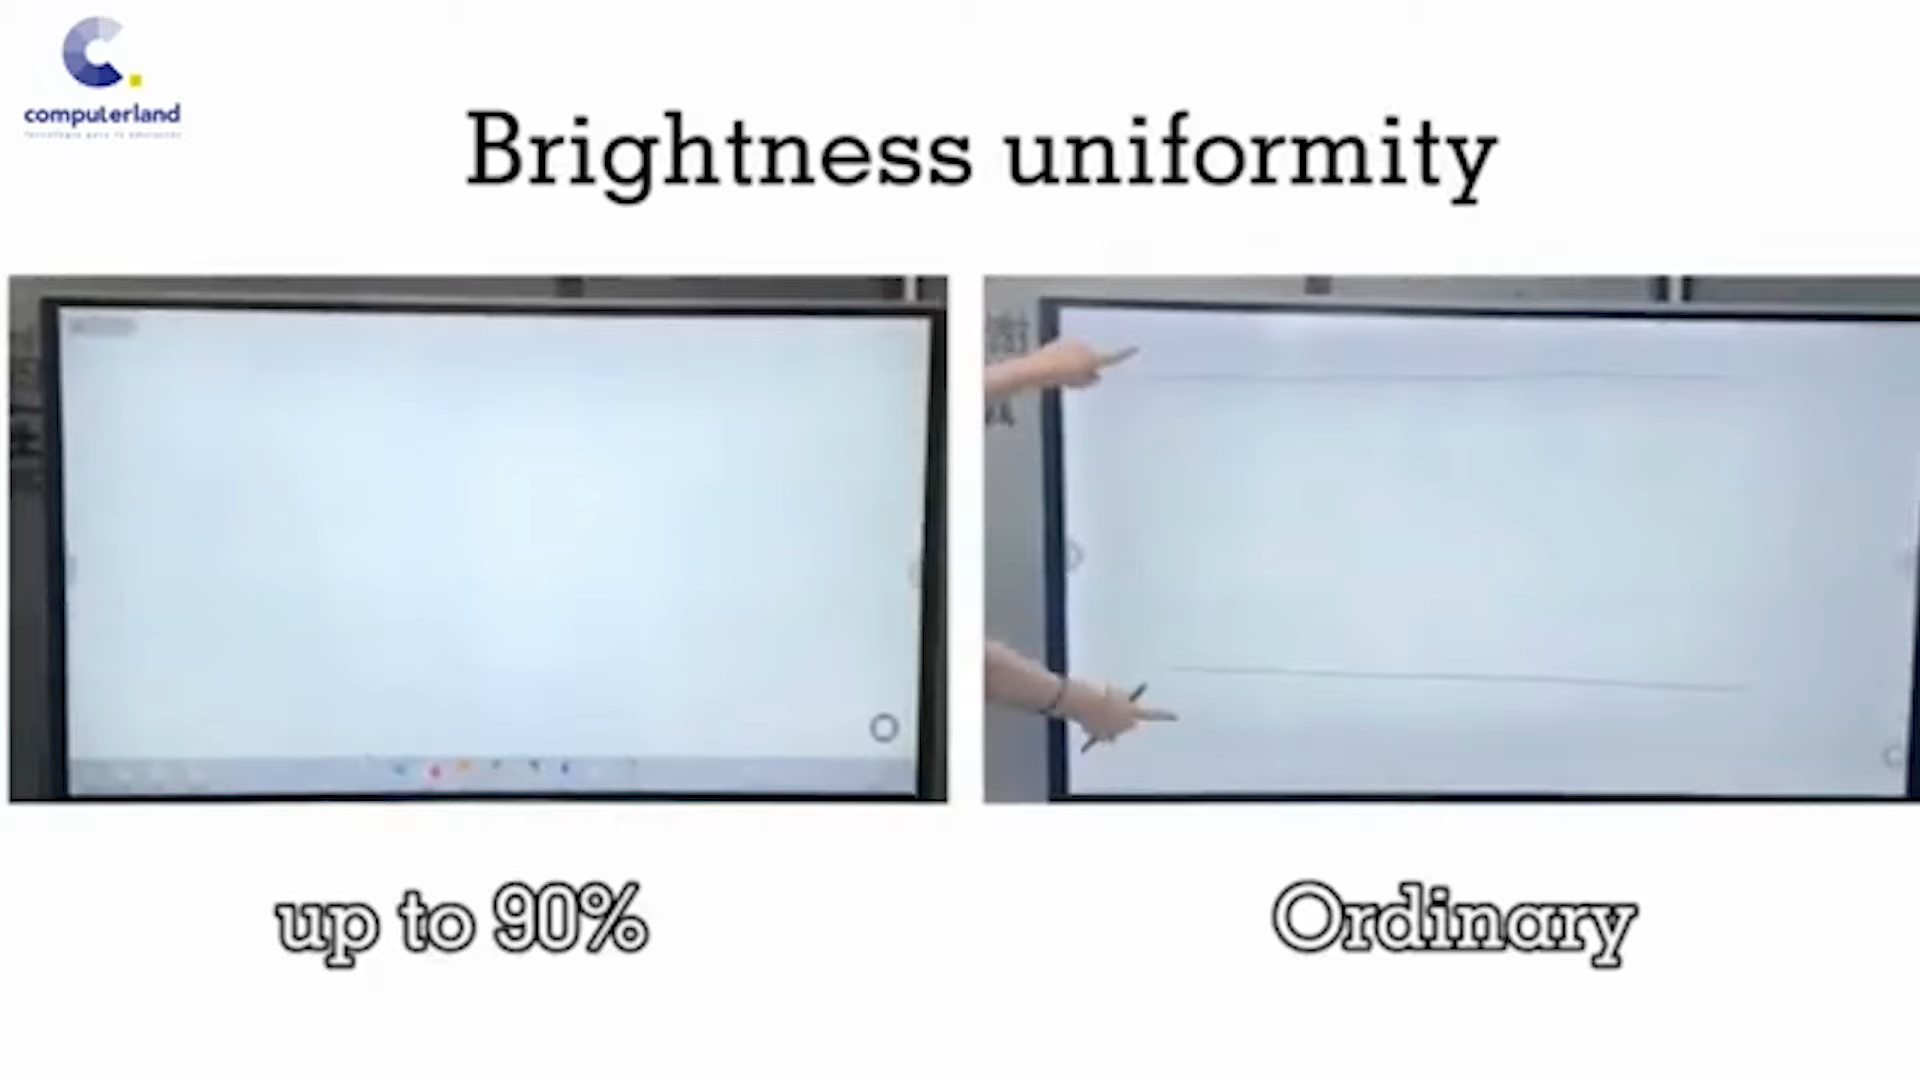 computerland
Brightness uniformity
up to 90%
Ordinary